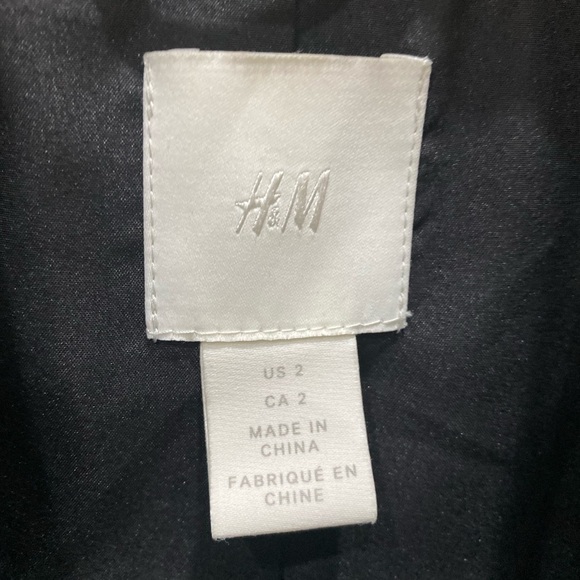 H&M
US 2
CA 2
MADE IN
CHINA
FABRIQUÉ EN
CHINE